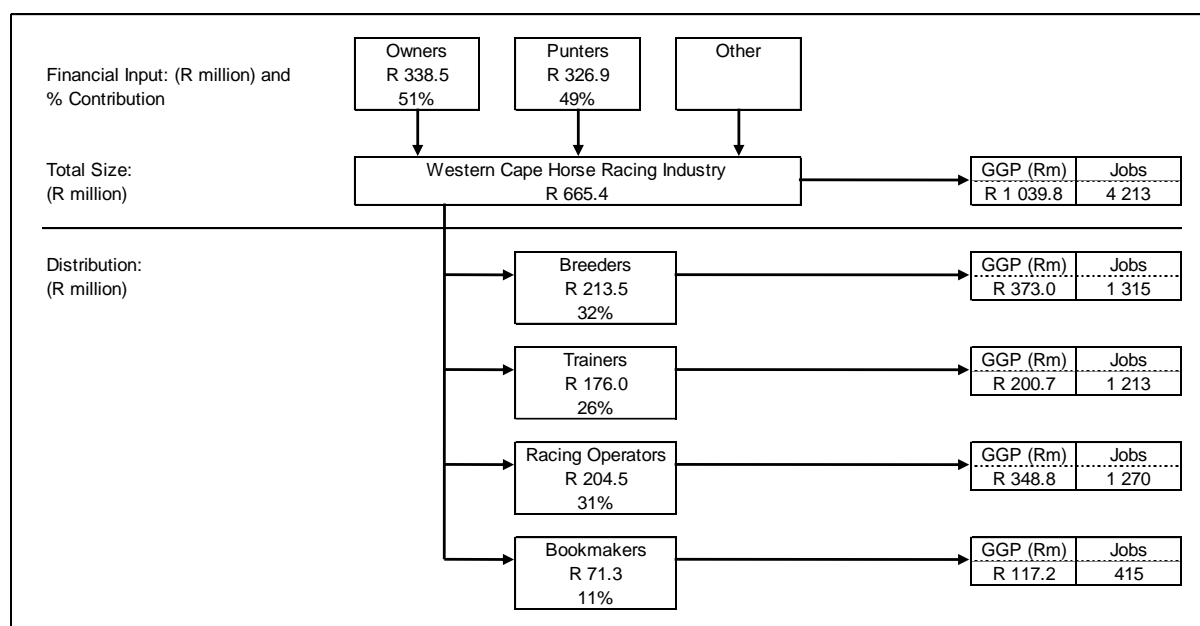 Financial Input: (R million) and
% Contribution
Owners
R 338.5
51%
Punters
R 326.9
49%
Other
Total Size:
(R million)
Western Cape Horse Racing Industry
R 665.4
GGP (Rm) Jobs
R 1 039.8 4 213
Distribution:
(R million)
Breeders
R 213.5
32%
GGP (Rm) Jobs
R 373.0 1 315
Trainers
R 176.0
26%
GGP (Rm) Jobs
R 200.7 1 213
Racing Operators
R 204.5
31%
GGP (Rm) Jobs
R 348.8 1 270
Bookmakers
R 71.3
11%
GGP (Rm) Jobs
R 117.2 415